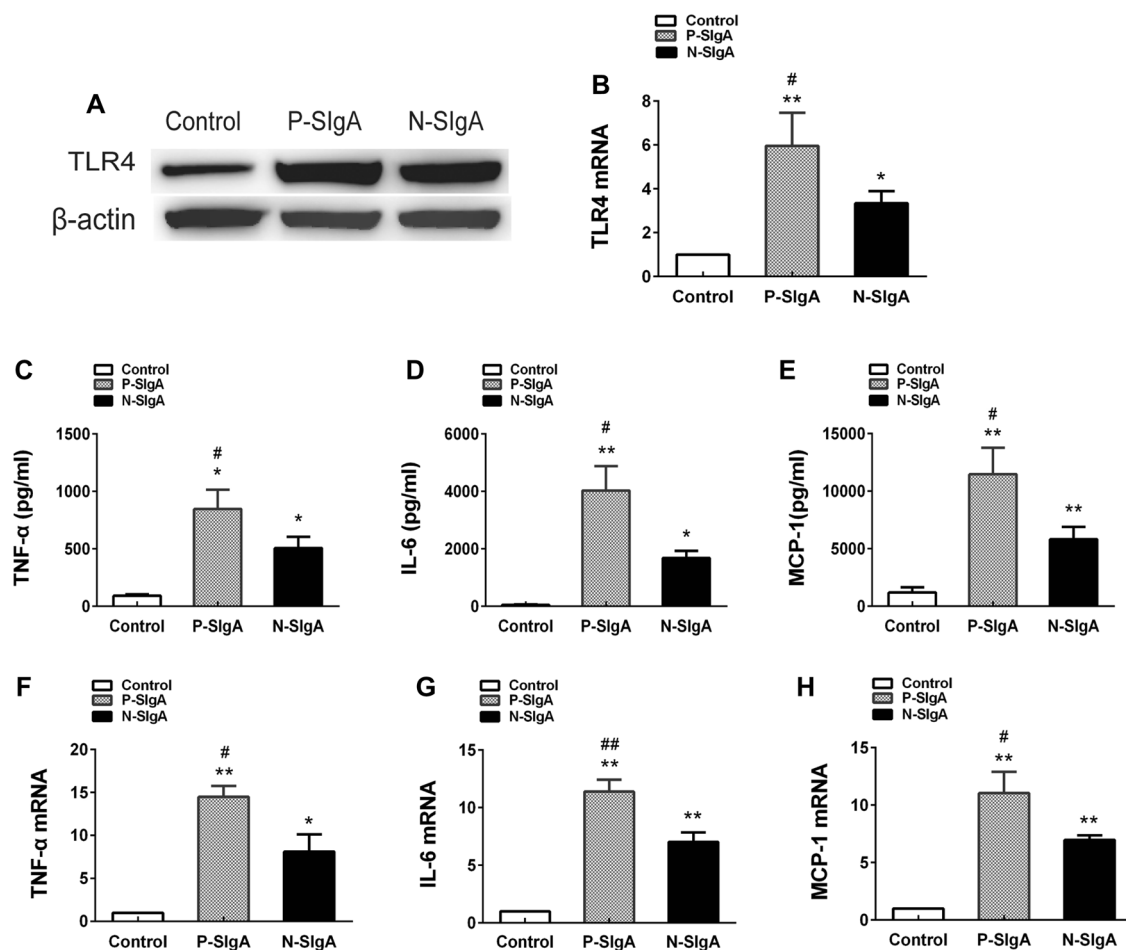 A
Control P-SIgA N-SIgA
TLR4
β-actin
Control
P-SIgA
N-SIgA
B
TLR4 mRNA
8
6
4
2
0
#
**
*
Control P-SIgA N-SIgA
C
Control
P-SIgA
N-SIgA
TNF-α (pg/ml)
1500
1000
500
0
#
*
*
Control P-SIgA N-SIgA
D
Control
P-SIgA
N-SIgA
IL-6 (pg/ml)
6000
4000
2000
0
#
**
*
Control P-SIgA N-SIgA
E
Control
P-SIgA
N-SIgA
MCP-1(pg/ml)
15000
10000
5000
0
#
**
**
Control P-SIgA N-SIgA
F
Control
P-SIgA
N-SIgA
TNF-α mRNA
20
15
10
5
0
#
**
*
Control P-SIgA N-SIgA
G
Control
P-SIgA
N-SIgA
IL-6 mRNA
15
10
5
0
##
**
**
Control P-SIgA N-SIgA
H
Control
P-SIgA
N-SIgA
MCP-1 mRNA
15
10
5
0
#
**
**
Control P-SIgA N-SIgA